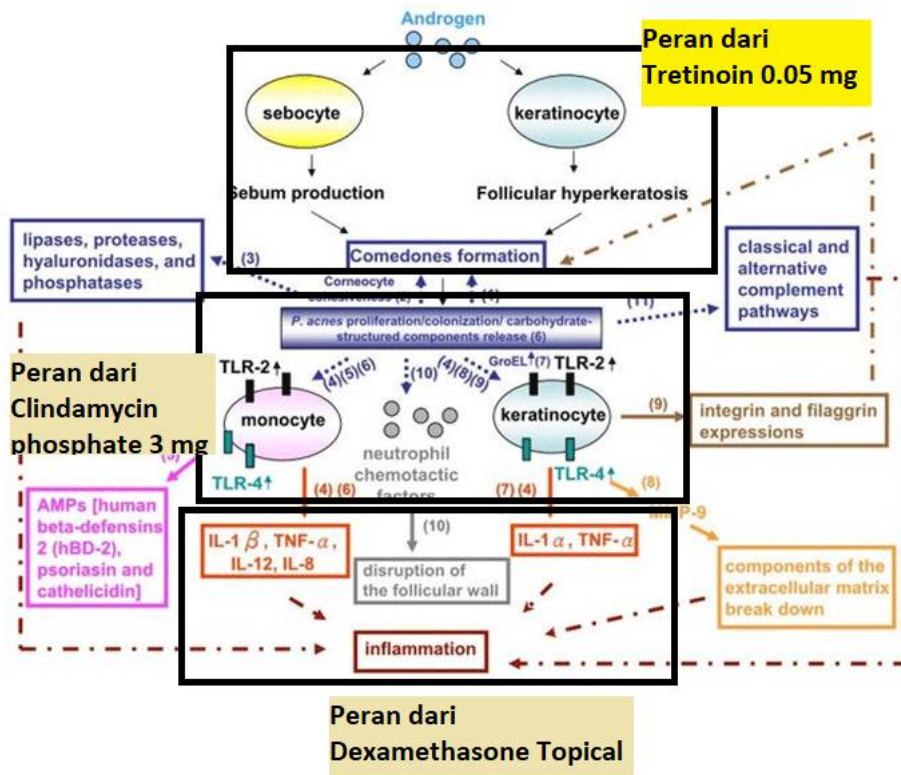 Androgen
Peran dari
Tretinoin 0.05 mg
sebocyte
keratinocyte
Sebum production
Follicular hyperkeratosis
lipases, proteases,
hyaluronidases, and
phosphatases
(3)
Comedones formation
classical and
alternative
complement
pathways
Corneocyte
(2)
(1)
(11)
P. acnes proliferation/colonization/ carbohydrate-
structured components release (6)
Peran dari
Clindamycin
phosphate 3 mg
TLR-2↑
(4)(5)(6)
(10)
(4)(8)(9)
GroEL↑(7)
TLR-2↑
monocyte
keratinocyte
(9)
integrin and filaggrin
expressions
neutrophil
chemotactic
factors
TLR-4↑
TLR-4↑
(4) (6)
(7) (4)
(8)
AMPs [human
beta-defensins
2 (hBD-2),
psoriasin and
cathelicidin]
IL-1 β, TNF-α,
IL-12, IL-8
(10)
disruption of
the follicular wall
IL-1 α, TNF-α
components of the
extracellular matrix
break down
inflammation
Peran dari
Dexamethasone Topical